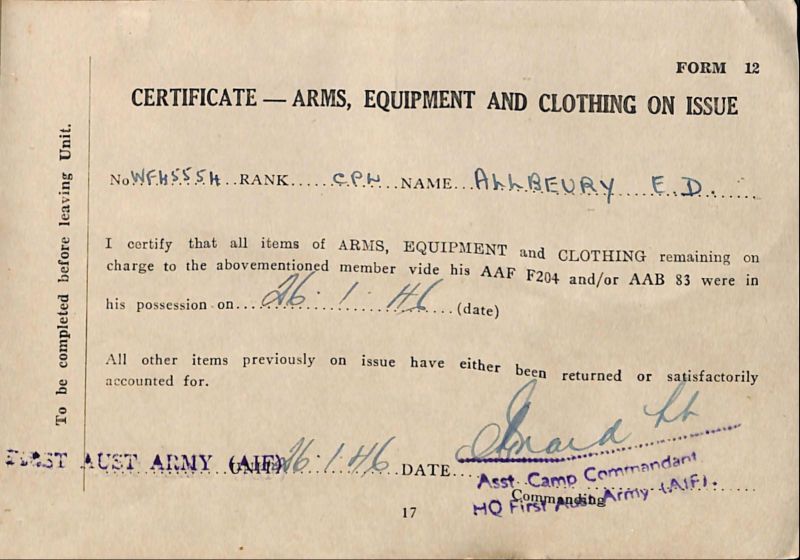 FORM 12
CERTIFICATE — ARMS, EQUIPMENT AND CLOTHING ON ISSUE
To be completed before leaving Unit.
No WFH5554 RANK CPL NAME ALLBEURY E.D.
I certify that all items of ARMS, EQUIPMENT and CLOTHING remaining on
charge to the abovementioned member vide his AAF F204 and/or AAB 83 were in
his possession on 26·1·46 (date)
All other items previously on issue have either been returned or satisfactorily
accounted for.
Lt
FIRST AUST ARMY (AIF) 26·1·46 DATE
Asst. Camp Commandant
Commanding
HQ First Aust Army (AIF).
17